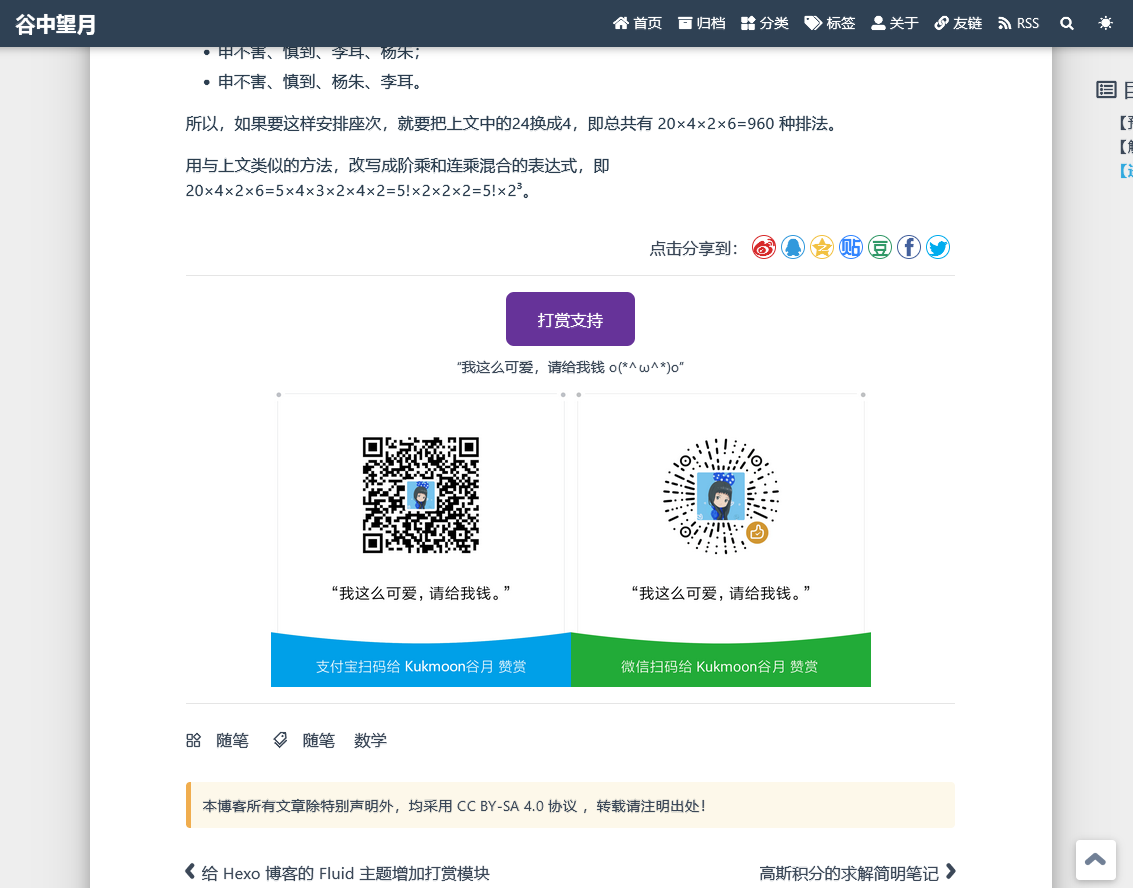 谷中望月
首页 归档 分类 标签 关于 友链 RSS
申不害、慎到、李耳、杨朱；
申不害、慎到、杨朱、李耳。
所以，如果要这样安排座次，就要把上文中的24换成4，即总共有 20×4×2×6=960 种排法。
用与上文类似的方法，改写成阶乘和连乘混合的表达式，即
20×4×2×6=5×4×3×2×4×2=5!×2×2×2=5!×2³。
点击分享到：
贴 豆
打赏支持
“我这么可爱，请给我钱 o(*^ω^*)o”
“我这么可爱, 请给我钱。” “我这么可爱, 请给我钱。”
支付宝扫码给 Kukmoon谷月 赞赏 微信扫码给 Kukmoon谷月 赞赏
随笔 随笔 数学
本博客所有文章除特别声明外，均采用 CC BY-SA 4.0 协议 ，转载请注明出处！
给 Hexo 博客的 Fluid 主题增加打赏模块 高斯积分的求解简明笔记